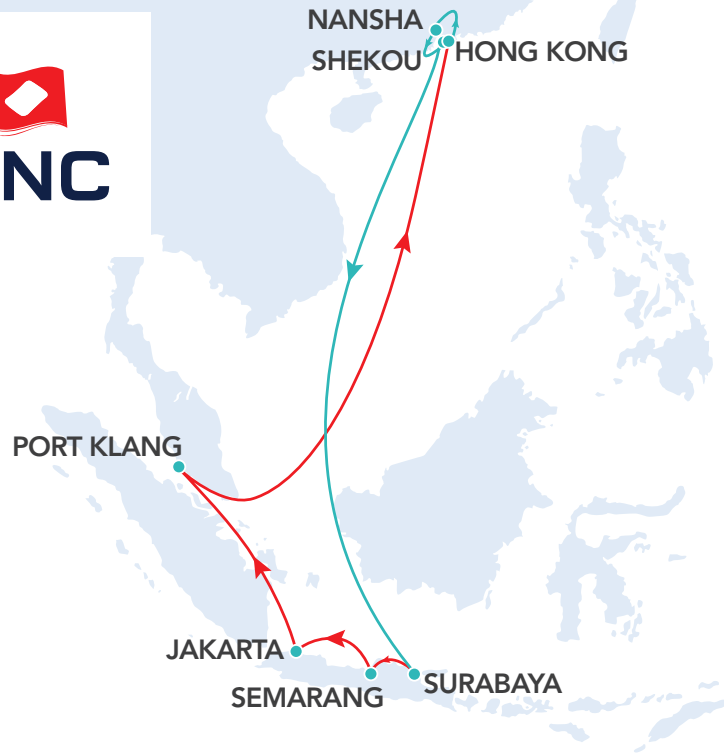 NANSHA
SHEKOU
HONG KONG
NC
PORT KLANG
JAKARTA
SEMARANG
SURABAYA